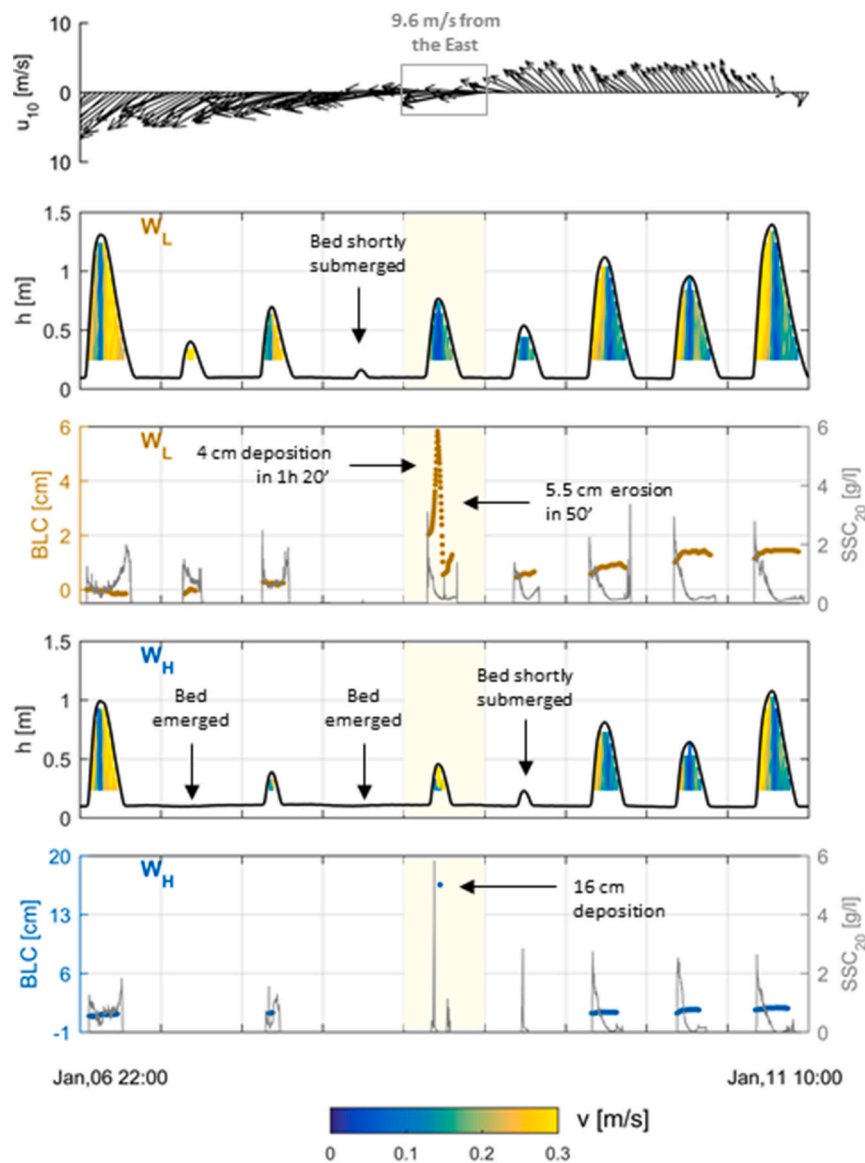 9.6 m/s from
the East
u10 [m/s]
10
0
10
h [m]
1.5
1
0.5
0
WL
Bed shortly
submerged
BLC [cm]
6
4
2
0
WL
4 cm deposition
in 1h 20'
5.5 cm erosion
in 50'
6
4
2
0
SSC20 [g/l]
h [m]
1.5
1
0.5
0
WH
Bed
emerged
Bed
emerged
Bed shortly
submerged
BLC [cm]
20
13
6
-1
WH
16 cm
deposition
6
4
2
0
SSC20 [g/l]
Jan,06 22:00
Jan,11 10:00
v [m/s]
0 0.1 0.2 0.3